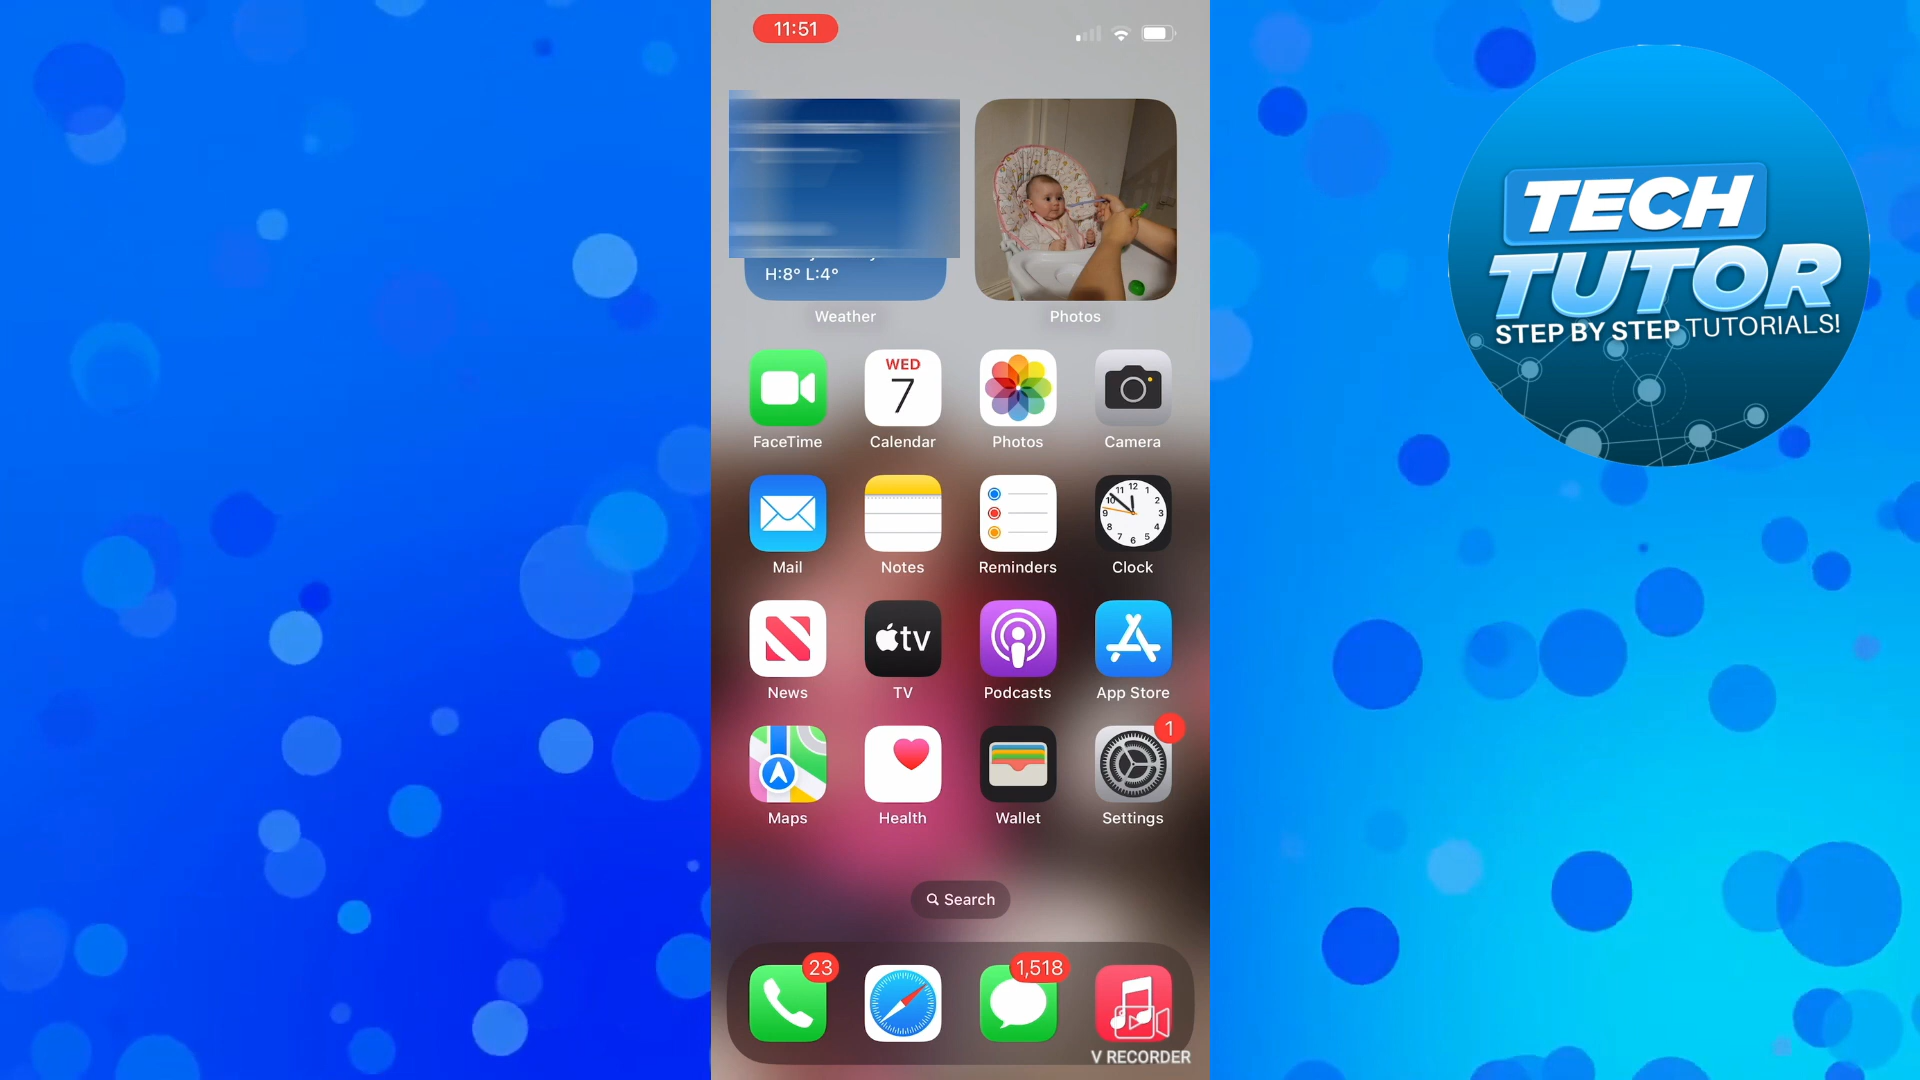 11:51
H:8° L:4°
Weather
Photos
TECH
TUTOR
STEP BY STEP TUTORIALS!
WED
7
FaceTime
Calendar
Photos
Camera
Mail
Notes
Reminders
Clock
tv
News
TV
Podcasts
App Store
1
Maps
Health
Wallet
Settings
Search
23
1,518
V RECORDER